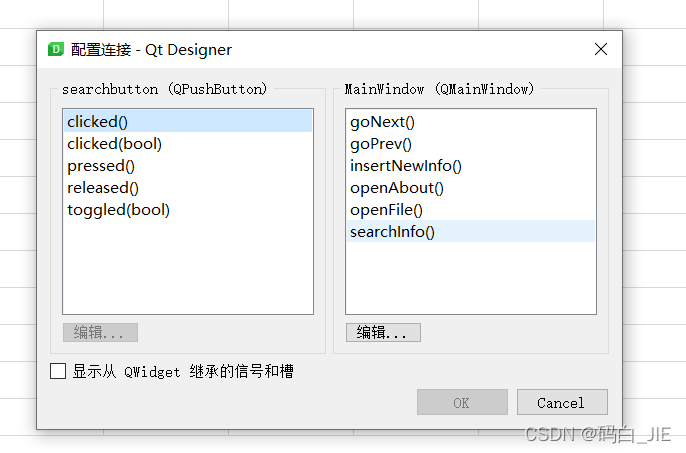 配置连接 - Qt Designer
searchbutton (QPushButton)
clicked()
clicked(bool)
pressed()
released()
toggled(bool)
编辑...
MainWindow (QMainWindow)
goNext()
goPrev()
insertNewInfo()
openAbout()
openFile()
searchInfo()
编辑...
显示从 QWidget 继承的信号和槽
OK
Cancel
CSDN @码白_JIE